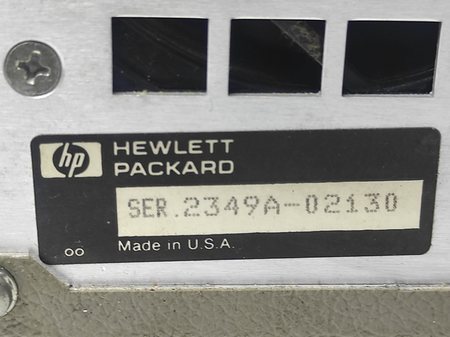 hp HEWLETT
PACKARD
SER.2349A-02130
oo Made in U.S.A.